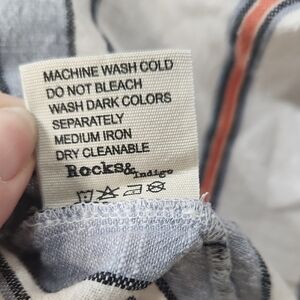 MACHINE WASH COLD
DO NOT BLEACH
WASH DARK COLORS
SEPARATELY
MEDIUM IRON
DRY CLEANABLE
Rocks&Indigo